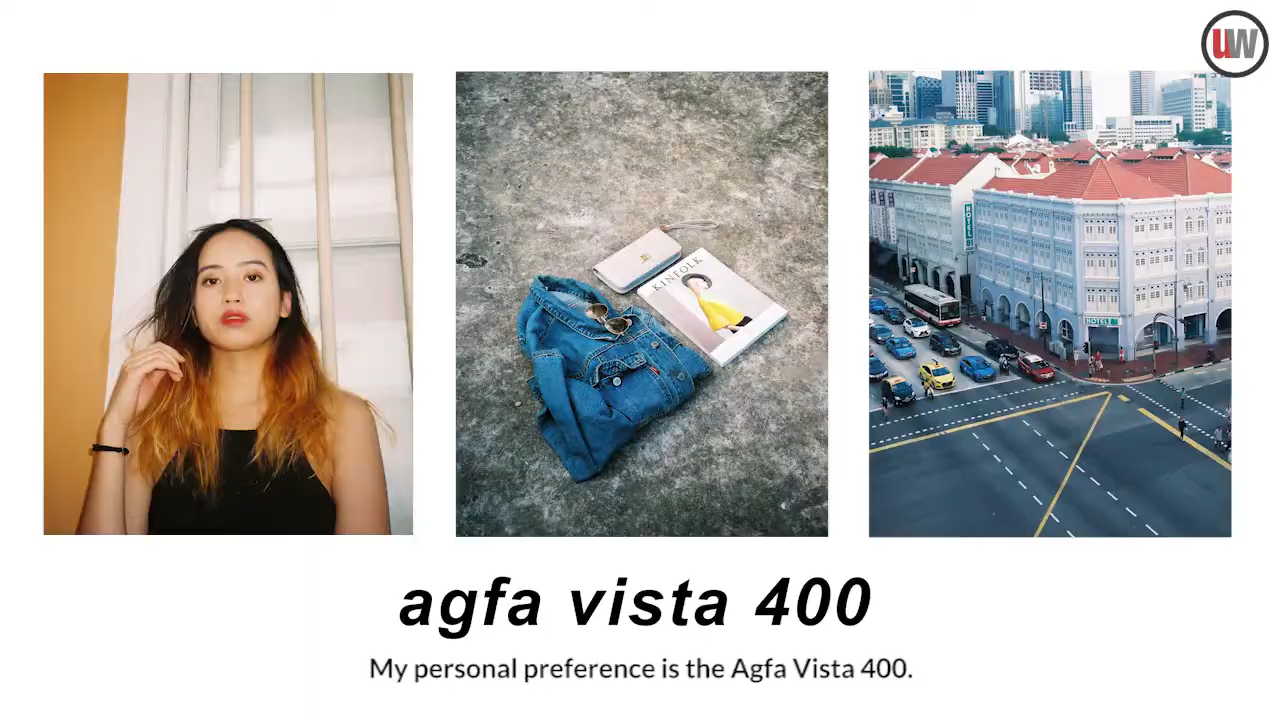 UW
KINFOLK
HOTEL
HOTEL
agfa vista 400
My personal preference is the Agfa Vista 400.